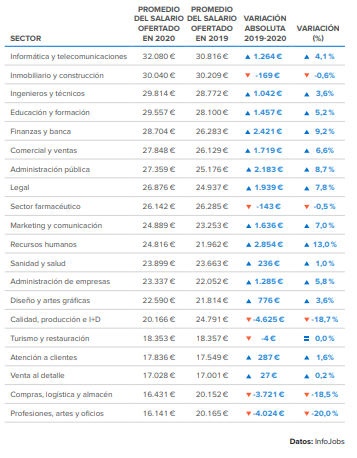 SECTOR PROMEDIO DEL SALARIO OFERTADO EN 2020 PROMEDIO DEL SALARIO OFERTADO EN 2019 VARIACIÓN ABSOLUTA 2019-2020 VARIACIÓN (%)
Informática y telecomunicaciones 32.080 € 30.816 € ▲ 1.264 € ▲ 4,1 %
Inmobiliario y construcción 30.040 € 30.209 € ▼ -169 € ▼ -0,6%
Ingenieros y técnicos 29.814 € 28.772 € ▲ 1.042 € ▲ 3,6%
Educación y formación 29.557 € 28.100 € ▲ 1.457 € ▲ 5,2 %
Finanzas y banca 28.704 € 26.283 € ▲ 2.421 € ▲ 9,2 %
Comercial y ventas 27.848 € 26.129 € ▲ 1.719 € ▲ 6,6%
Administración pública 27.359 € 25.176 € ▲ 2.183 € ▲ 8,7 %
Legal 26.876 € 24.937 € ▲ 1.939 € ▲ 7,8 %
Sector farmacéutico 26.142 € 26.285 € ▼ -143 € ▼ -0,5 %
Marketing y comunicación 24.889 € 23.253 € ▲ 1.636 € ▲ 7,0 %
Recursos humanos 24.816 € 21.962 € ▲ 2.854 € ▲ 13,0 %
Sanidad y salud 23.899 € 23.663 € ▲ 236 € ▲ 1,0 %
Administración de empresas 23.337 € 22.052 € ▲ 1.285 € ▲ 5,8 %
Diseño y artes gráficas 22.590 € 21.814 € ▲ 776 € ▲ 3,6%
Calidad, producción e I+D 20.166 € 24.791 € ▼ -4.625 € ▼ -18,7 %
Turismo y restauración 18.353 € 18.357 € ▼ -4 € = 0,0 %
Atención a clientes 17.836 € 17.549 € ▲ 287 € ▲ 1,6%
Venta al detalle 17.028 € 17.001 € ▲ 27 € ▲ 0,2 %
Compras, logística y almacén 16.431 € 20.152 € ▼ -3.721 € ▼ -18,5 %
Profesiones, artes y oficios 16.141 € 20.165 € ▼ -4.024 € ▼ -20,0 %
Datos: InfoJobs